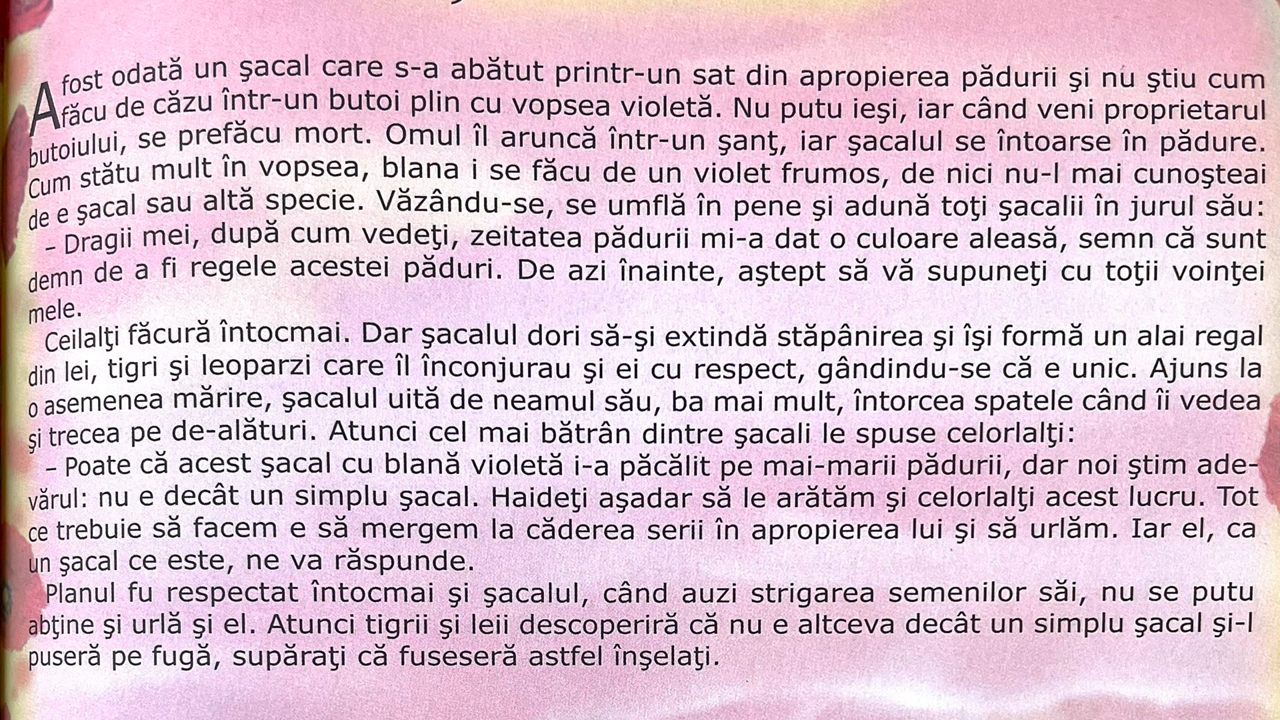 A fost odată un şacal care s-a abătut printr-un sat din apropierea pădurii şi nu ştiu cum
făcu de căzu într-un butoi plin cu vopsea violetă. Nu putu ieşi, iar când veni proprietarul
butoiului, se prefăcu mort. Omul îl aruncă într-un şanţ, iar şacalul se întoarse în pădure.
Cum stătu mult în vopsea, blana i se făcu de un violet frumos, de nici nu-l mai cunoşteai
de e şacal sau altă specie. Văzându-se, se umflă în pene şi adună toţi şacalii în jurul său:
– Dragii mei, după cum vedeţi, zeitatea pădurii mi-a dat o culoare aleasă, semn că sunt
demn de a fi regele acestei păduri. De azi înainte, aştept să vă supuneţi cu toţii voinţei
mele.
Ceilalţi făcură întocmai. Dar şacalul dori să-şi extindă stăpânirea şi îşi formă un alai regal
din lei, tigri şi leoparzi care îl înconjurau şi ei cu respect, gândindu-se că e unic. Ajuns la
o asemenea mărire, şacalul uită de neamul său, ba mai mult, întorcea spatele când îi vedea
şi trecea pe de-alături. Atunci cel mai bătrân dintre şacali le spuse celorlalţi:
– Poate că acest şacal cu blană violetă i-a păcălit pe mai-marii pădurii, dar noi ştim ade-
vărul: nu e decât un simplu şacal. Haideţi aşadar să le arătăm şi celorlalţi acest lucru. Tot
ce trebuie să facem e să mergem la căderea serii în apropierea lui şi să urlăm. Iar el, ca
un şacal ce este, ne va răspunde.
Planul fu respectat întocmai şi şacalul, când auzi strigarea semenilor săi, nu se putu
abţine şi urlă şi el. Atunci tigrii şi leii descoperiră că nu e altceva decât un simplu şacal şi-l
puseră pe fugă, supăraţi că fuseseră astfel înşelaţi.